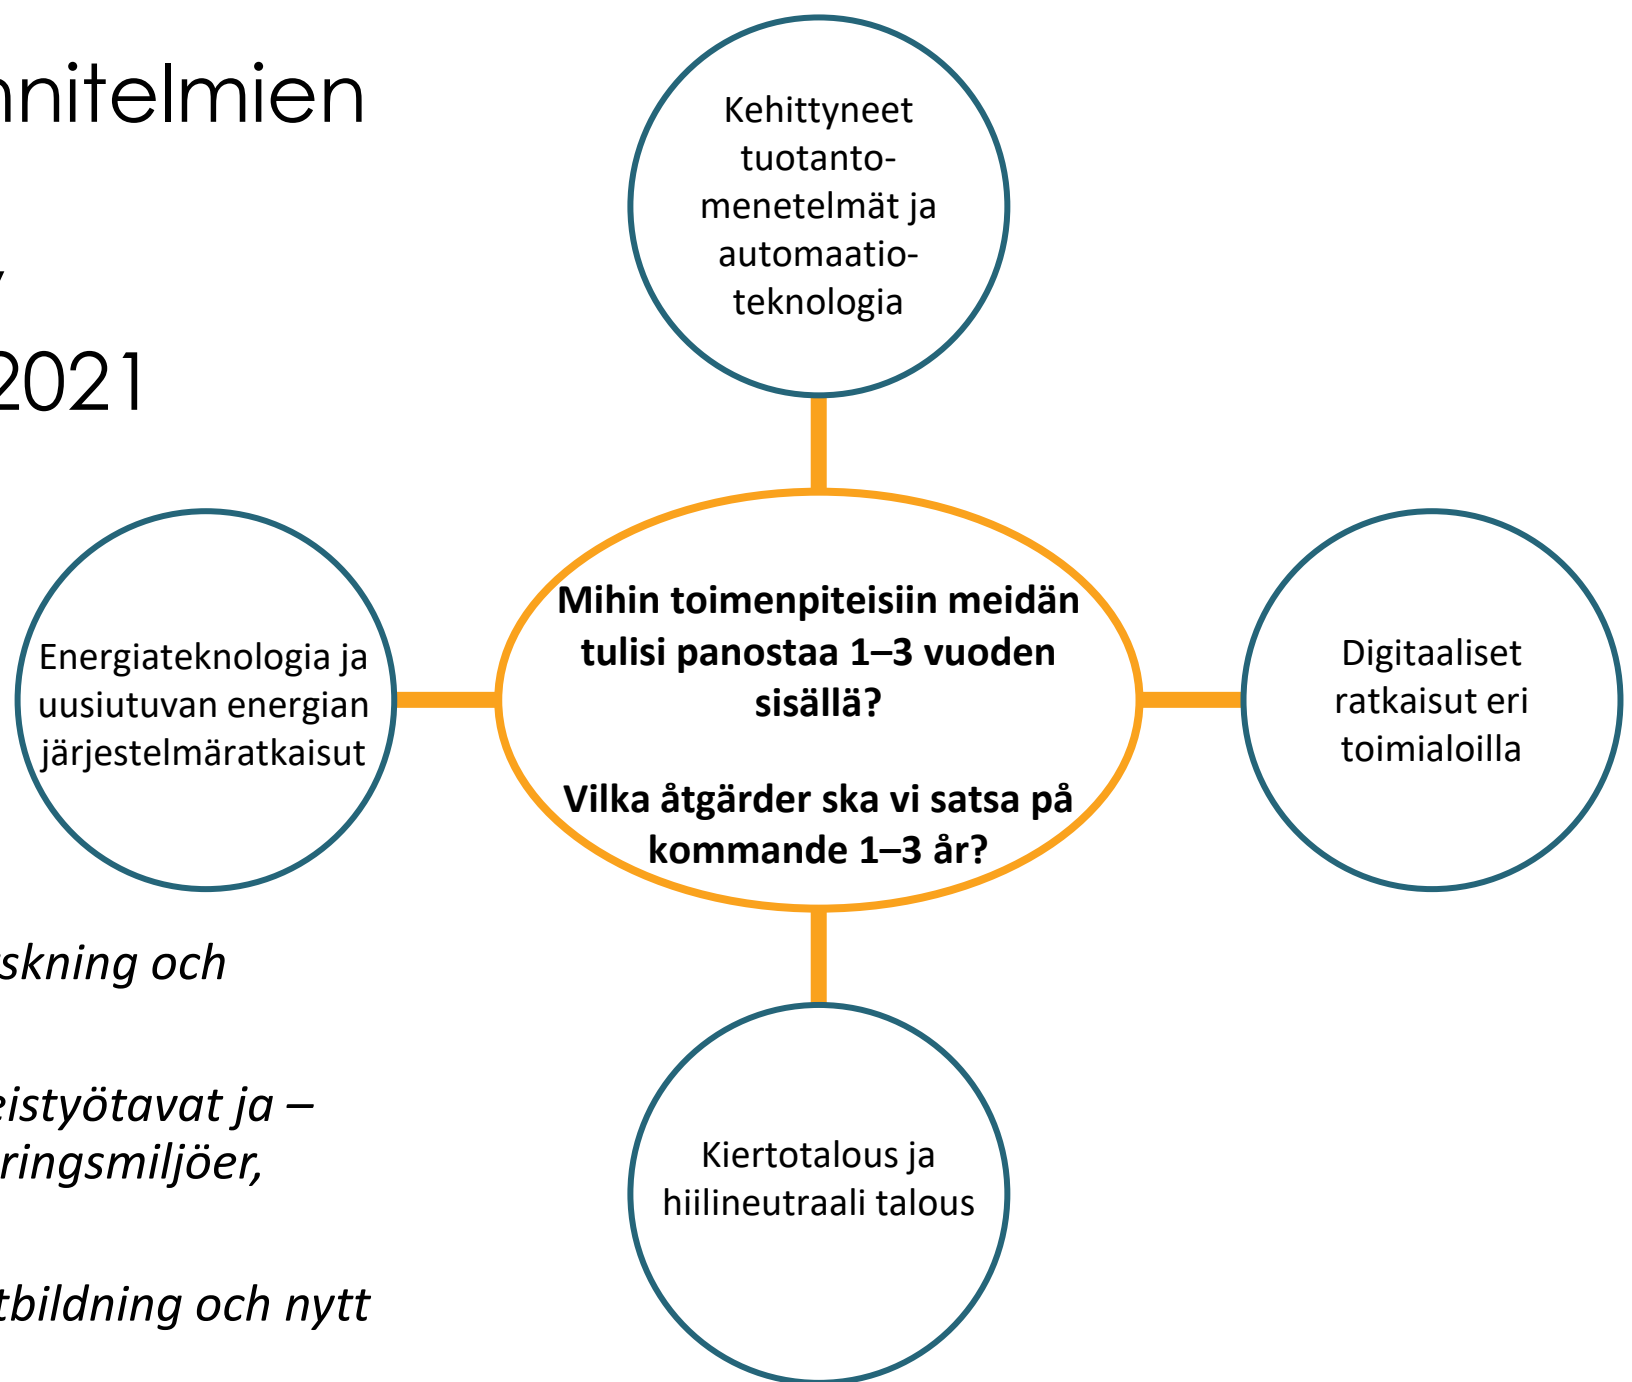 nnitelmien
2021
Kehittyneet
tuotanto-
menetelmät ja
automaatio-
teknologia
Energiateknologia ja
uusiutuvan energian
järjestelmäratkaisut
Mihin toimenpiteisiin meidän
tulisi panostaa 1–3 vuoden
sisällä?
Vilka åtgärder ska vi satsa på
kommande 1–3 år?
Digitaaliset
ratkaisut eri
toimialoilla
Kiertotalous ja
hiilineutraali talous
rskning och
eistyötavat ja –
ringsmiljöer,
tbildning och nytt